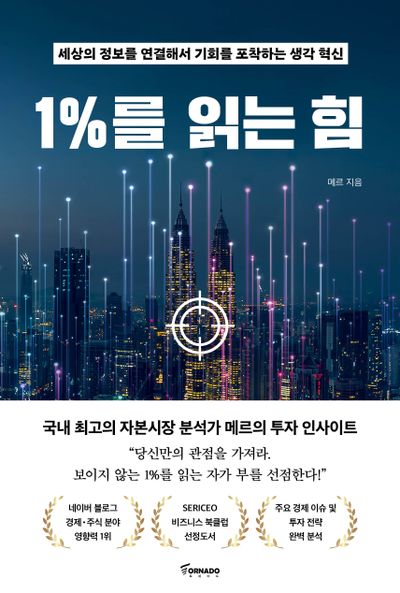 세상의 정보를 연결해서 기회를 포착하는 생각 혁신
1%를 읽는 힘
메르 지음
국내 최고의 자본시장 분석가 메르의 투자 인사이트
“당신만의 관점을 가져라.
보이지 않는 1%를 읽는 자가 부를 선점한다!”
네이버 블로그
경제·주식 분야
영향력 1위
SERICEO
비즈니스 북클럽
선정도서
주요 경제 이슈 및
투자 전략
완벽 분석
TORNADO
토네이도